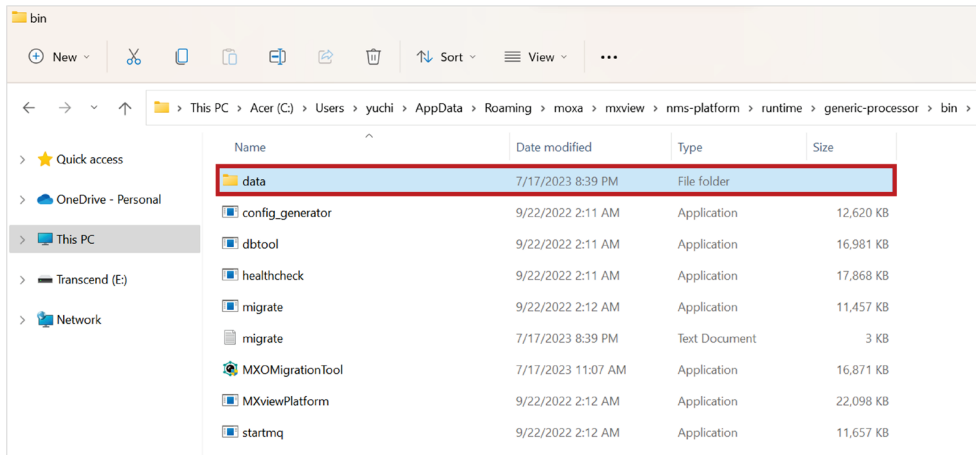 bin
New Sort View
This PC > Acer (C:) > Users > yuchi > AppData > Roaming > moxa > mxview > nms-platform > runtime > generic-processor > bin >
Name Date modified Type Size
Quick access
OneDrive - Personal
This PC
Transcend (E:)
Network
data 7/17/2023 8:39 PM File folder
config_generator 9/22/2022 2:11 AM Application 12,620 KB
dbtool 9/22/2022 2:11 AM Application 16,981 KB
healthcheck 9/22/2022 2:11 AM Application 17,868 KB
migrate 9/22/2022 2:12 AM Application 11,457 KB
migrate 7/17/2023 8:39 PM Text Document 3 KB
MXOMigrationTool 7/17/2023 11:07 AM Application 16,871 KB
MXviewPlatform 9/22/2022 2:12 AM Application 22,098 KB
startmq 9/22/2022 2:12 AM Application 11,657 KB